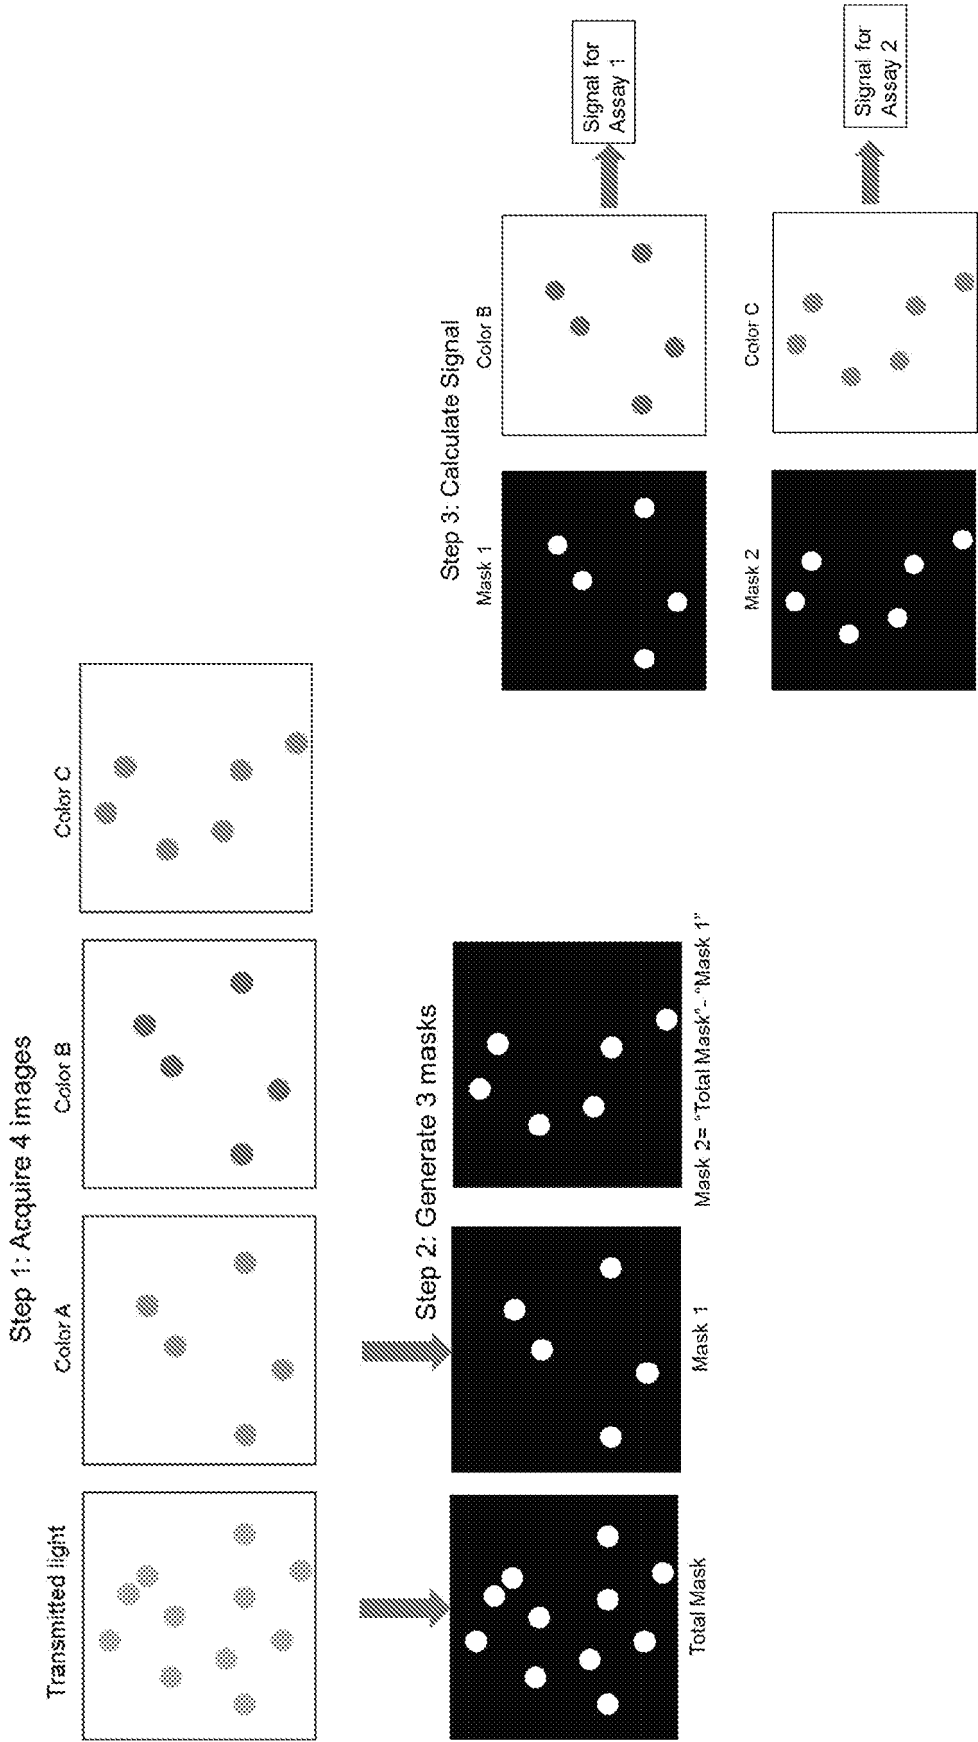 Step 1: Acquire 4 images
Transmitted light
Color A
Color B
Color C
Step 2: Generate 3 masks
Total Mask
Mask 1
Mask 2= "Total Mask"- "Mask 1"
Step 3: Calculate Signal
Mask 1
Color B
Signal for
Assay 1
Mask 2
Color C
Signal for
Assay 2